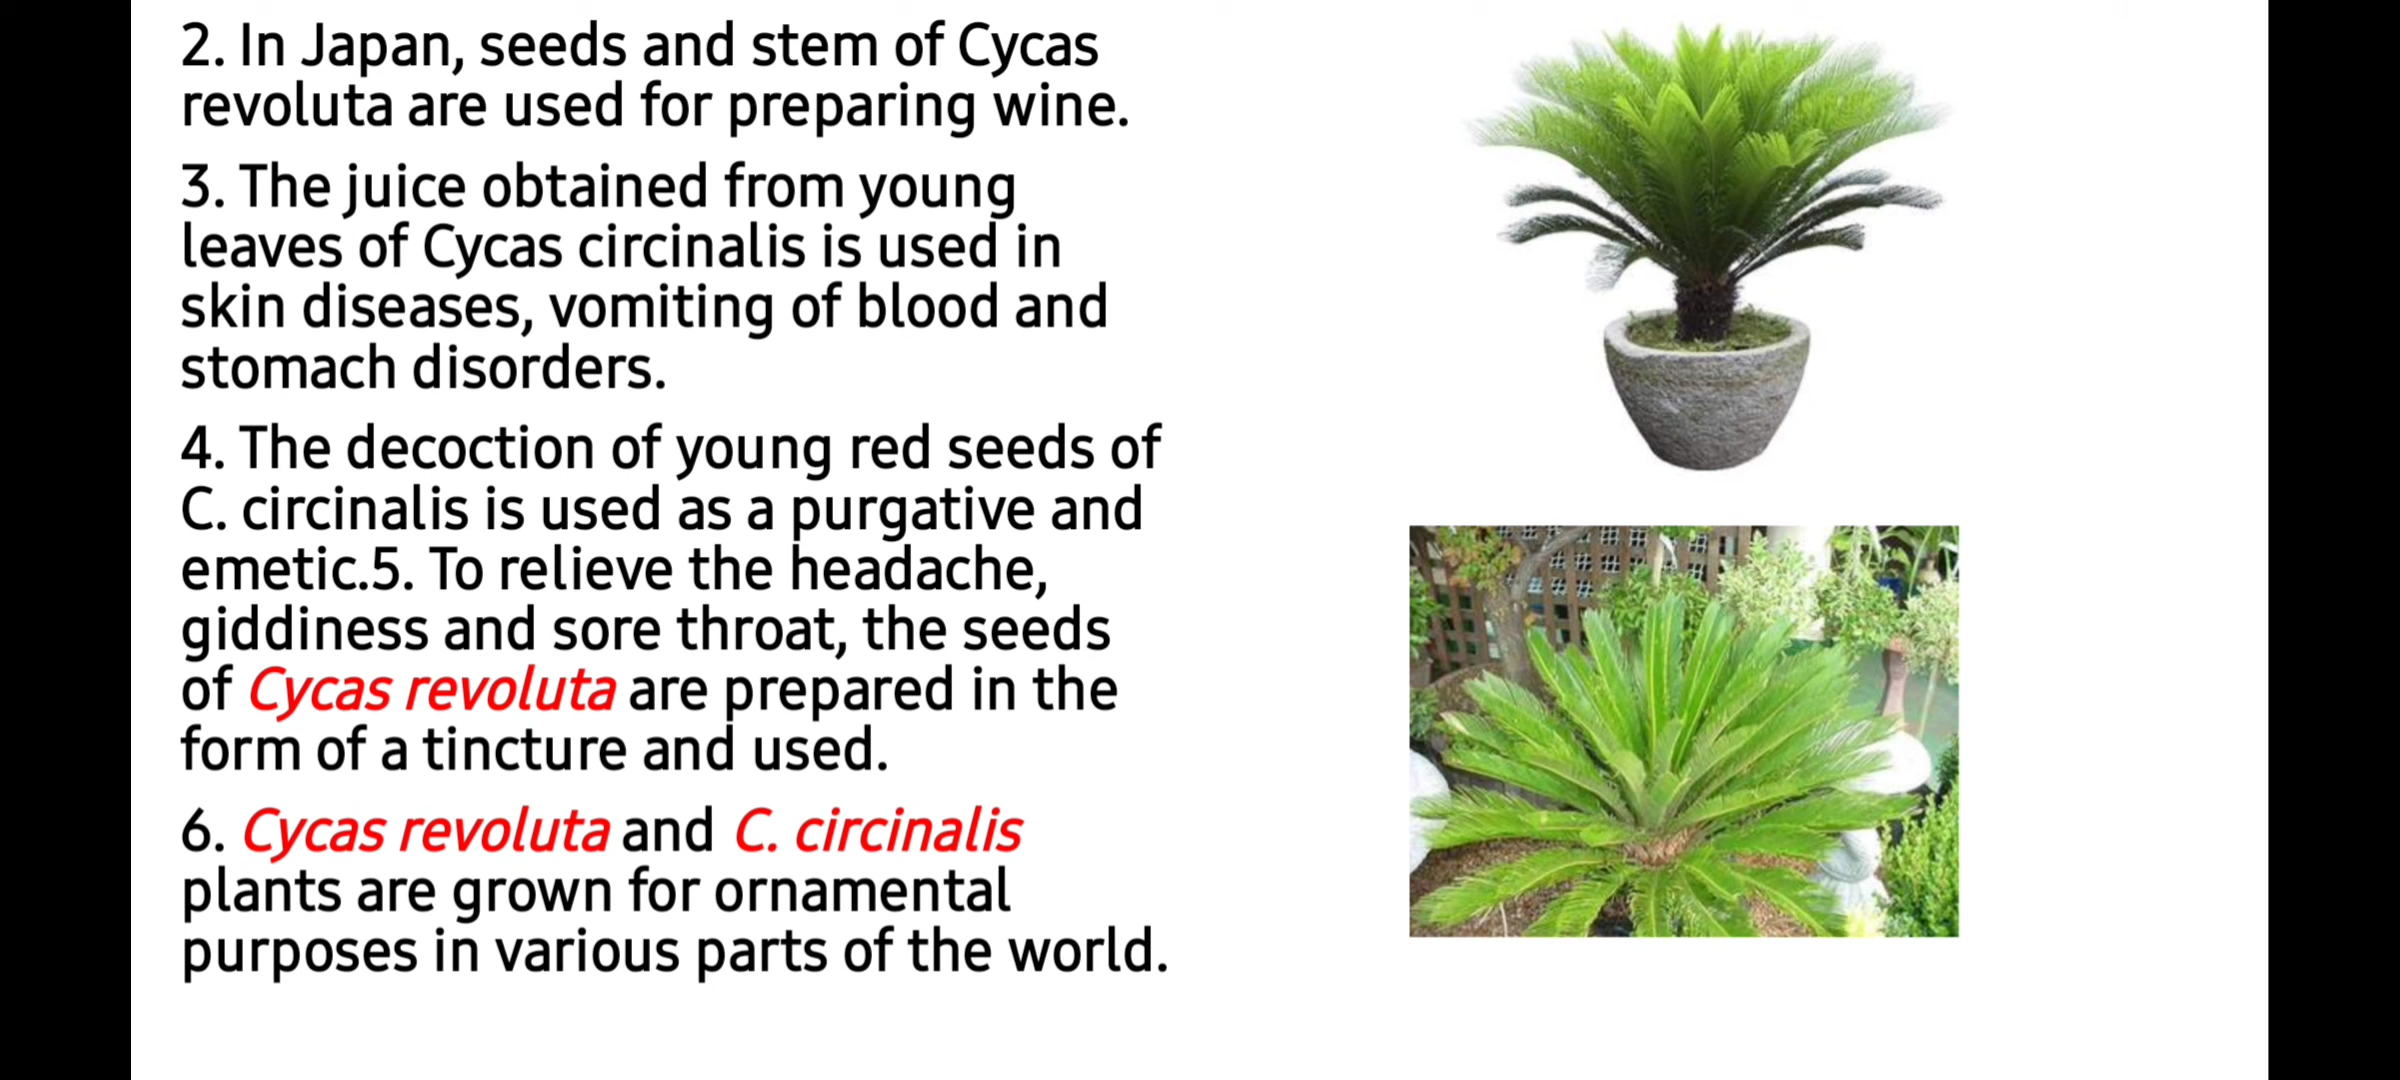 2. In Japan, seeds and stem of Cycas
revoluta are used for preparing wine.
3. The juice obtained from young
leaves of Cycas circinalis is used in
skin diseases, vomiting of blood and
stomach disorders.
4. The decoction of young red seeds of
C. circinalis is used as a purgative and
emetic.5. To relieve the headache,
giddiness and sore throat, the seeds
of Cycas revoluta are prepared in the
form of a tincture and used.
6. Cycas revoluta and C. circinalis
plants are grown for ornamental
purposes in various parts of the world.